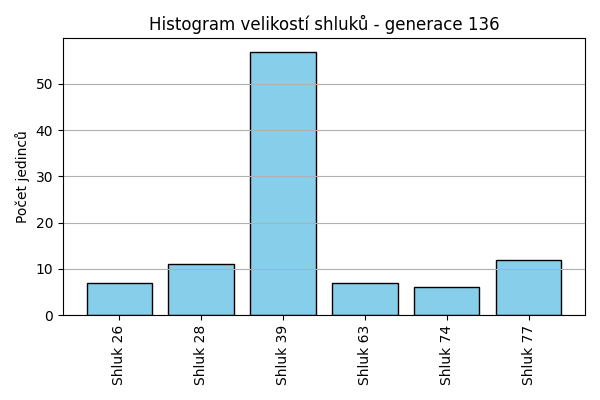 Histogram velikostí shluků - generace 136
Počet jedinců
50
40
30
20
10
0
Shluk 26
Shluk 28
Shluk 39
Shluk 63
Shluk 74
Shluk 77